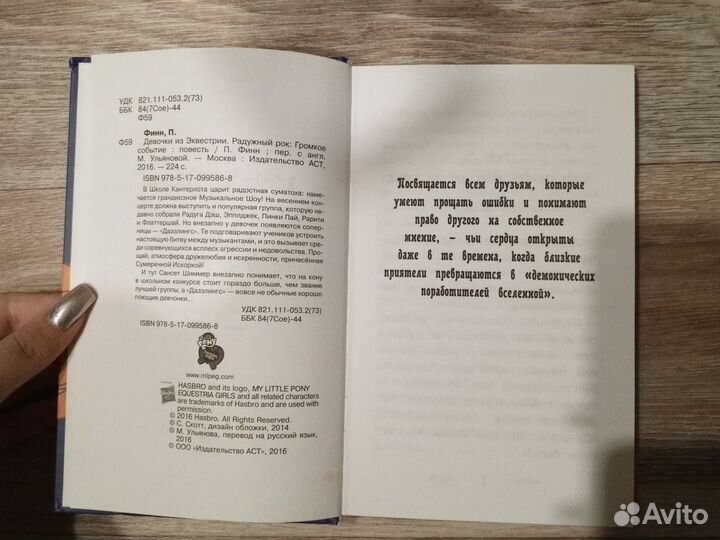 УДК 821.111-053.2(73)
ББК 84(7Сое)-44
Ф59
Финн, П.
Ф59 Девочки из Эквестрии. Радужный рок: Громкое
событие : повесть / П. Финн ; пер. с англ.
М. Ульяновой. — Москва : Издательство АСТ,
2016. — 224 с.
ISBN 978-5-17-099586-8
В Школе Кантерлота царит радостная суматоха: наме-
чается грандиозное Музыкальное Шоу! На весеннем кон-
церте должна выступить и популярная группа, которую не-
давно собрали Радуга Дэш, Эпплджек, Пинки Пай, Рарити
и Флаттершай. Но внезапно у девочек появляются соперни-
цы — «Даззлингс». Те подговаривают учеников устроить
настоящую битву между музыкантами, и это вызывает сре-
ди соревнующихся всплеск агрессии и недовольства. Про-
щай, атмосфера дружелюбия и искренности, принесённая
Сумеречной Искоркой!
И тут Сансет Шиммер внезапно понимает, что на кону
в школьном конкурсе стоит гораздо больше, чем звание
лучшей группы, а «Даззлингс» — вовсе не обычные хорошо
поющие девчонки...
УДК 821.111-053.2(73)
ББК 84(7Сое)-44
ISBN 978-5-17-099586-8
www.mlpeg.com
HASBRO and its logo, MY LITTLE PONY
EQUESTRIA GIRLS and all related characters
are trademarks of Hasbro and are used with
permission.
© 2016 Hasbro. All Rights Reserved.
© С. Скотт, дизайн обложки, 2014
© М. Ульянова, перевод на русский язык,
2016
© ООО «Издательство АСТ», 2016
Посвящается всем друзьям, которые
умеют прощать ошибки и понимают
право другого на собственное
мнение, – чьи сердца открыты
даже в те времена, когда близкие
приятели превращаются в «демонических
поработителей вселенной».
Avito